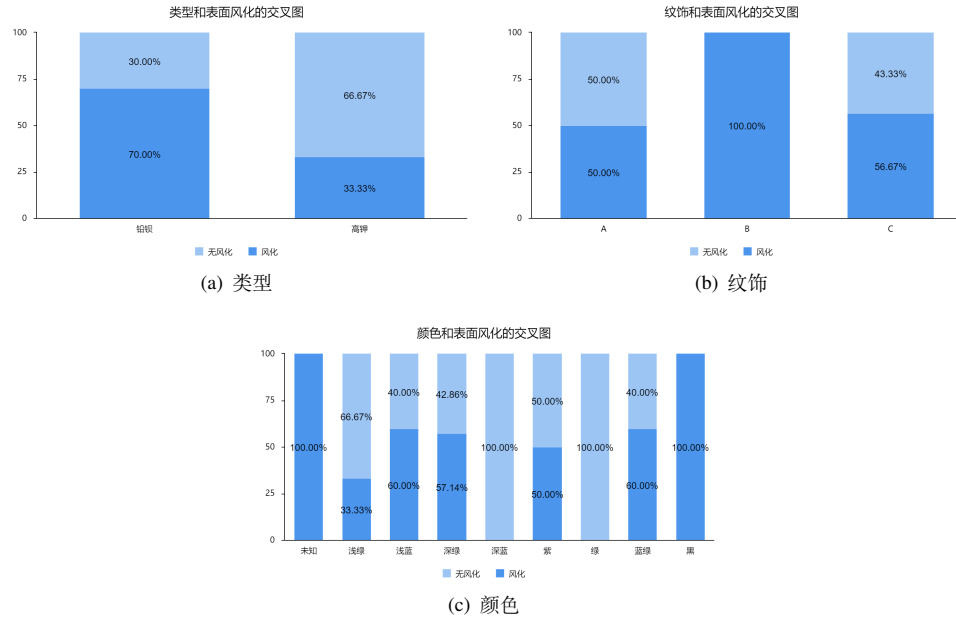 类型和表面风化的交叉图
100
75
50
25
0
30.00%
70.00%
66.67%
33.33%
铅钡
高钾
无风化 风化
(a) 类型
纹饰和表面风化的交叉图
100
75
50
25
0
50.00%
50.00%
100.00%
43.33%
56.67%
A
B
C
无风化 风化
(b) 纹饰
颜色和表面风化的交叉图
100
75
50
25
0
100.00%
66.67%
33.33%
40.00%
60.00%
42.86%
57.14%
100.00%
50.00%
50.00%
100.00%
40.00%
60.00%
100.00%
未知
浅绿
浅蓝
深绿
深蓝
紫
绿
蓝绿
黑
无风化 风化
(c) 颜色